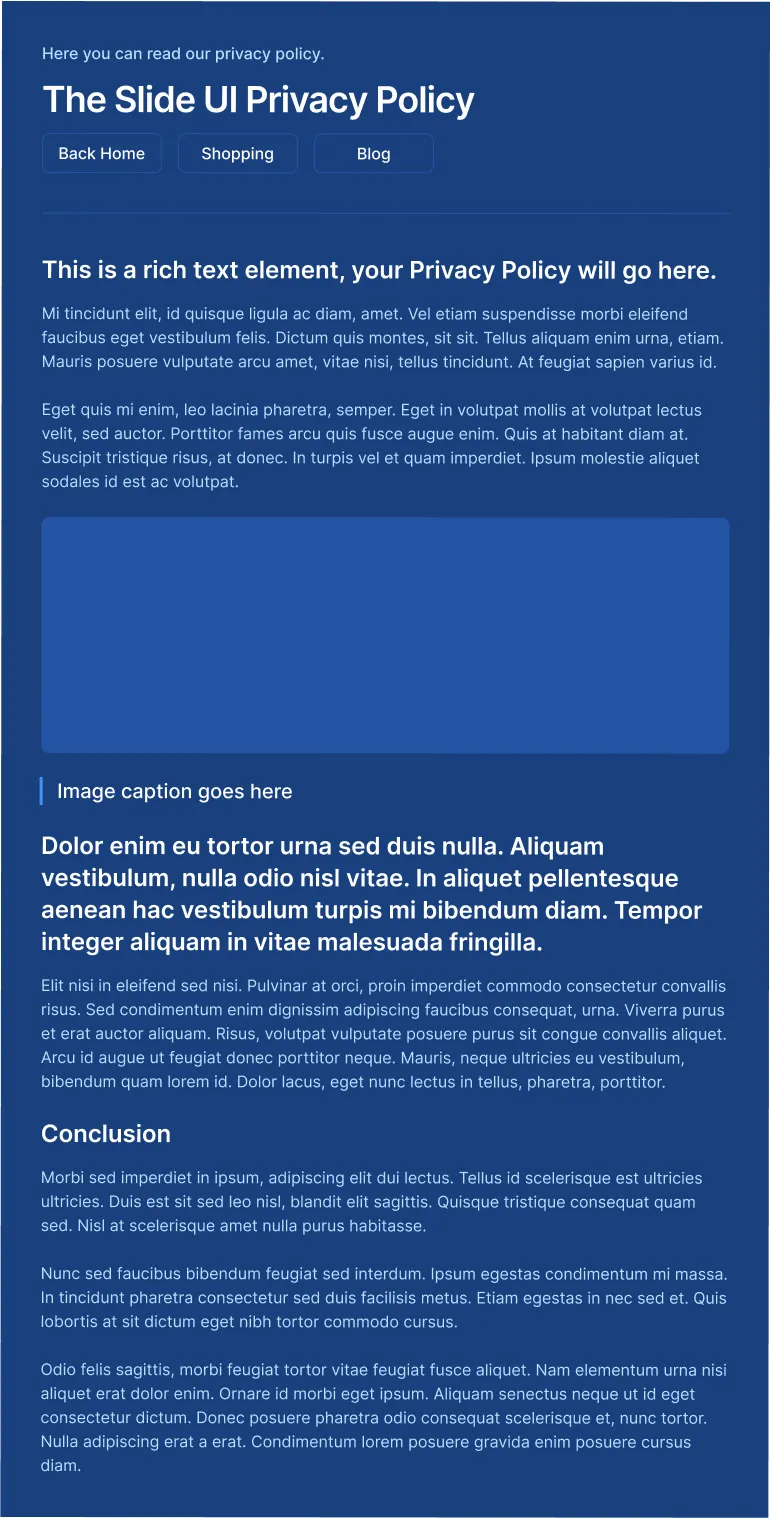 Here you can read our privacy policy.
The Slide UI Privacy Policy
Back Home
Shopping
Blog
This is a rich text element, your Privacy Policy will go here.
Mi tincidunt elit, id quisque ligula ac diam, amet. Vel etiam suspendisse morbi eleifend
faucibus eget vestibulum felis. Dictum quis montes, sit sit. Tellus aliquam enim urna, etiam.
Mauris posuere vulputate arcu amet, vitae nisi, tellus tincidunt. At feugiat sapien varius id.
Eget quis mi enim, leo lacinia pharetra, semper. Eget in volutpat mollis at volutpat lectus
velit, sed auctor. Porttitor fames arcu quis fusce augue enim. Quis at habitant diam at.
Suscipit tristique risus, at donec. In turpis vel et quam imperdiet. Ipsum molestie aliquet
sodales id est ac volutpat.
Image caption goes here
Dolor enim eu tortor urna sed duis nulla. Aliquam
vestibulum, nulla odio nisl vitae. In aliquet pellentesque
aenean hac vestibulum turpis mi bibendum diam. Tempor
integer aliquam in vitae malesuada fringilla.
Elit nisi in eleifend sed nisi. Pulvinar at orci, proin imperdiet commodo consectetur convallis
risus. Sed condimentum enim dignissim adipiscing faucibus consequat, urna. Viverra purus
et erat auctor aliquam. Risus, volutpat vulputate posuere purus sit congue convallis aliquet.
Arcu id augue ut feugiat donec porttitor neque. Mauris, neque ultricies eu vestibulum,
bibendum quam lorem id. Dolor lacus, eget nunc lectus in tellus, pharetra, porttitor.
Conclusion
Morbi sed imperdiet in ipsum, adipiscing elit dui lectus. Tellus id scelerisque est ultricies
ultricies. Duis est sit sed leo nisl, blandit elit sagittis. Quisque tristique consequat quam
sed. Nisl at scelerisque amet nulla purus habitasse.
Nunc sed faucibus bibendum feugiat sed interdum. Ipsum egestas condimentum mi massa.
In tincidunt pharetra consectetur sed duis facilisis metus. Etiam egestas in nec sed et. Quis
lobortis at sit dictum eget nibh tortor commodo cursus.
Odio felis sagittis, morbi feugiat tortor vitae feugiat fusce aliquet. Nam elementum urna nisi
aliquet erat dolor enim. Ornare id morbi eget ipsum. Aliquam senectus neque ut id eget
consectetur dictum. Donec posuere pharetra odio consequat scelerisque et, nunc tortor.
Nulla adipiscing erat a erat. Condimentum lorem posuere gravida enim posuere cursus
diam.